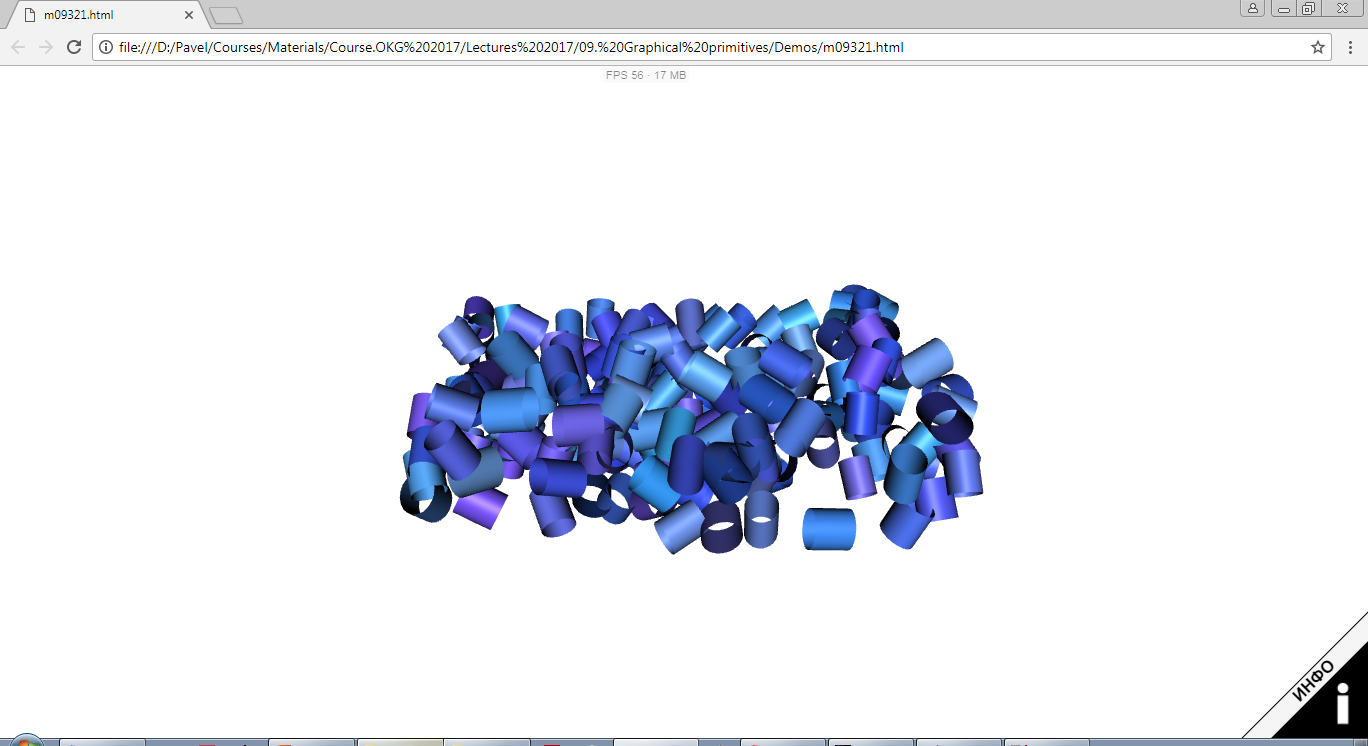 m09321.html
file:///D:/Pavel/Courses/Materials/Course.OKG%202017/Lectures%202017/09.%20Graphical%20primitives/Demos/m09321.html
FPS 56 · 17 MB
ИНФО
i